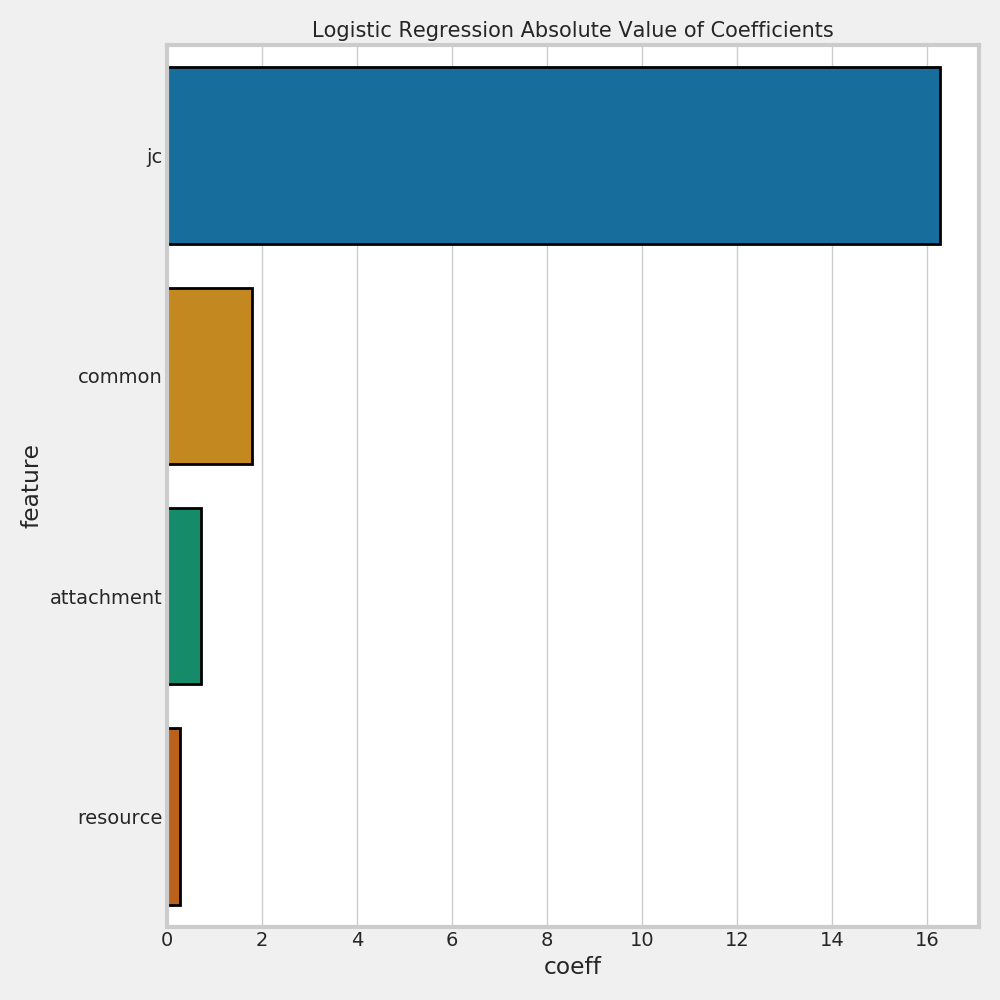 Logistic Regression Absolute Value of Coefficients
jc
common
attachment
resource
feature
0 2 4 6 8 10 12 14 16
coeff